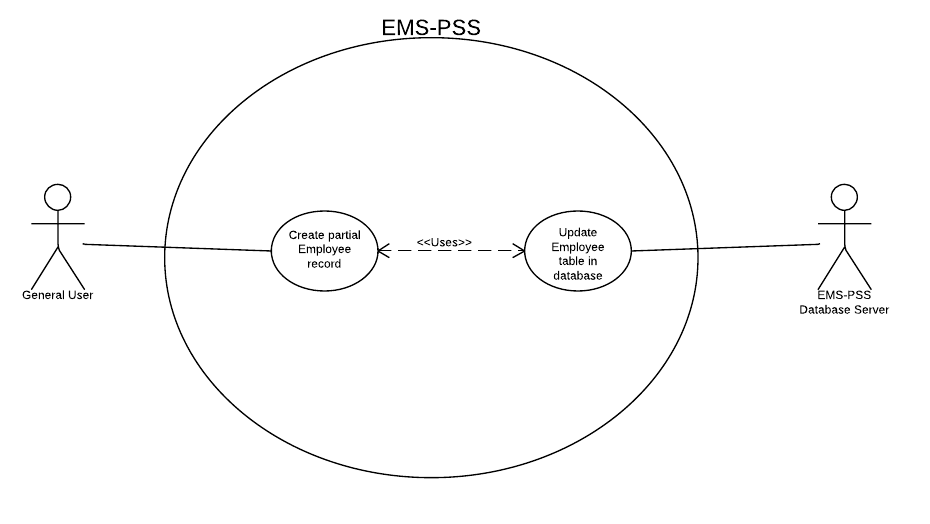 EMS-PSS
Create partial
Employee
record
<<Uses>>
Update
Employee
table in
database
General User
EMS-PSS
Database Server